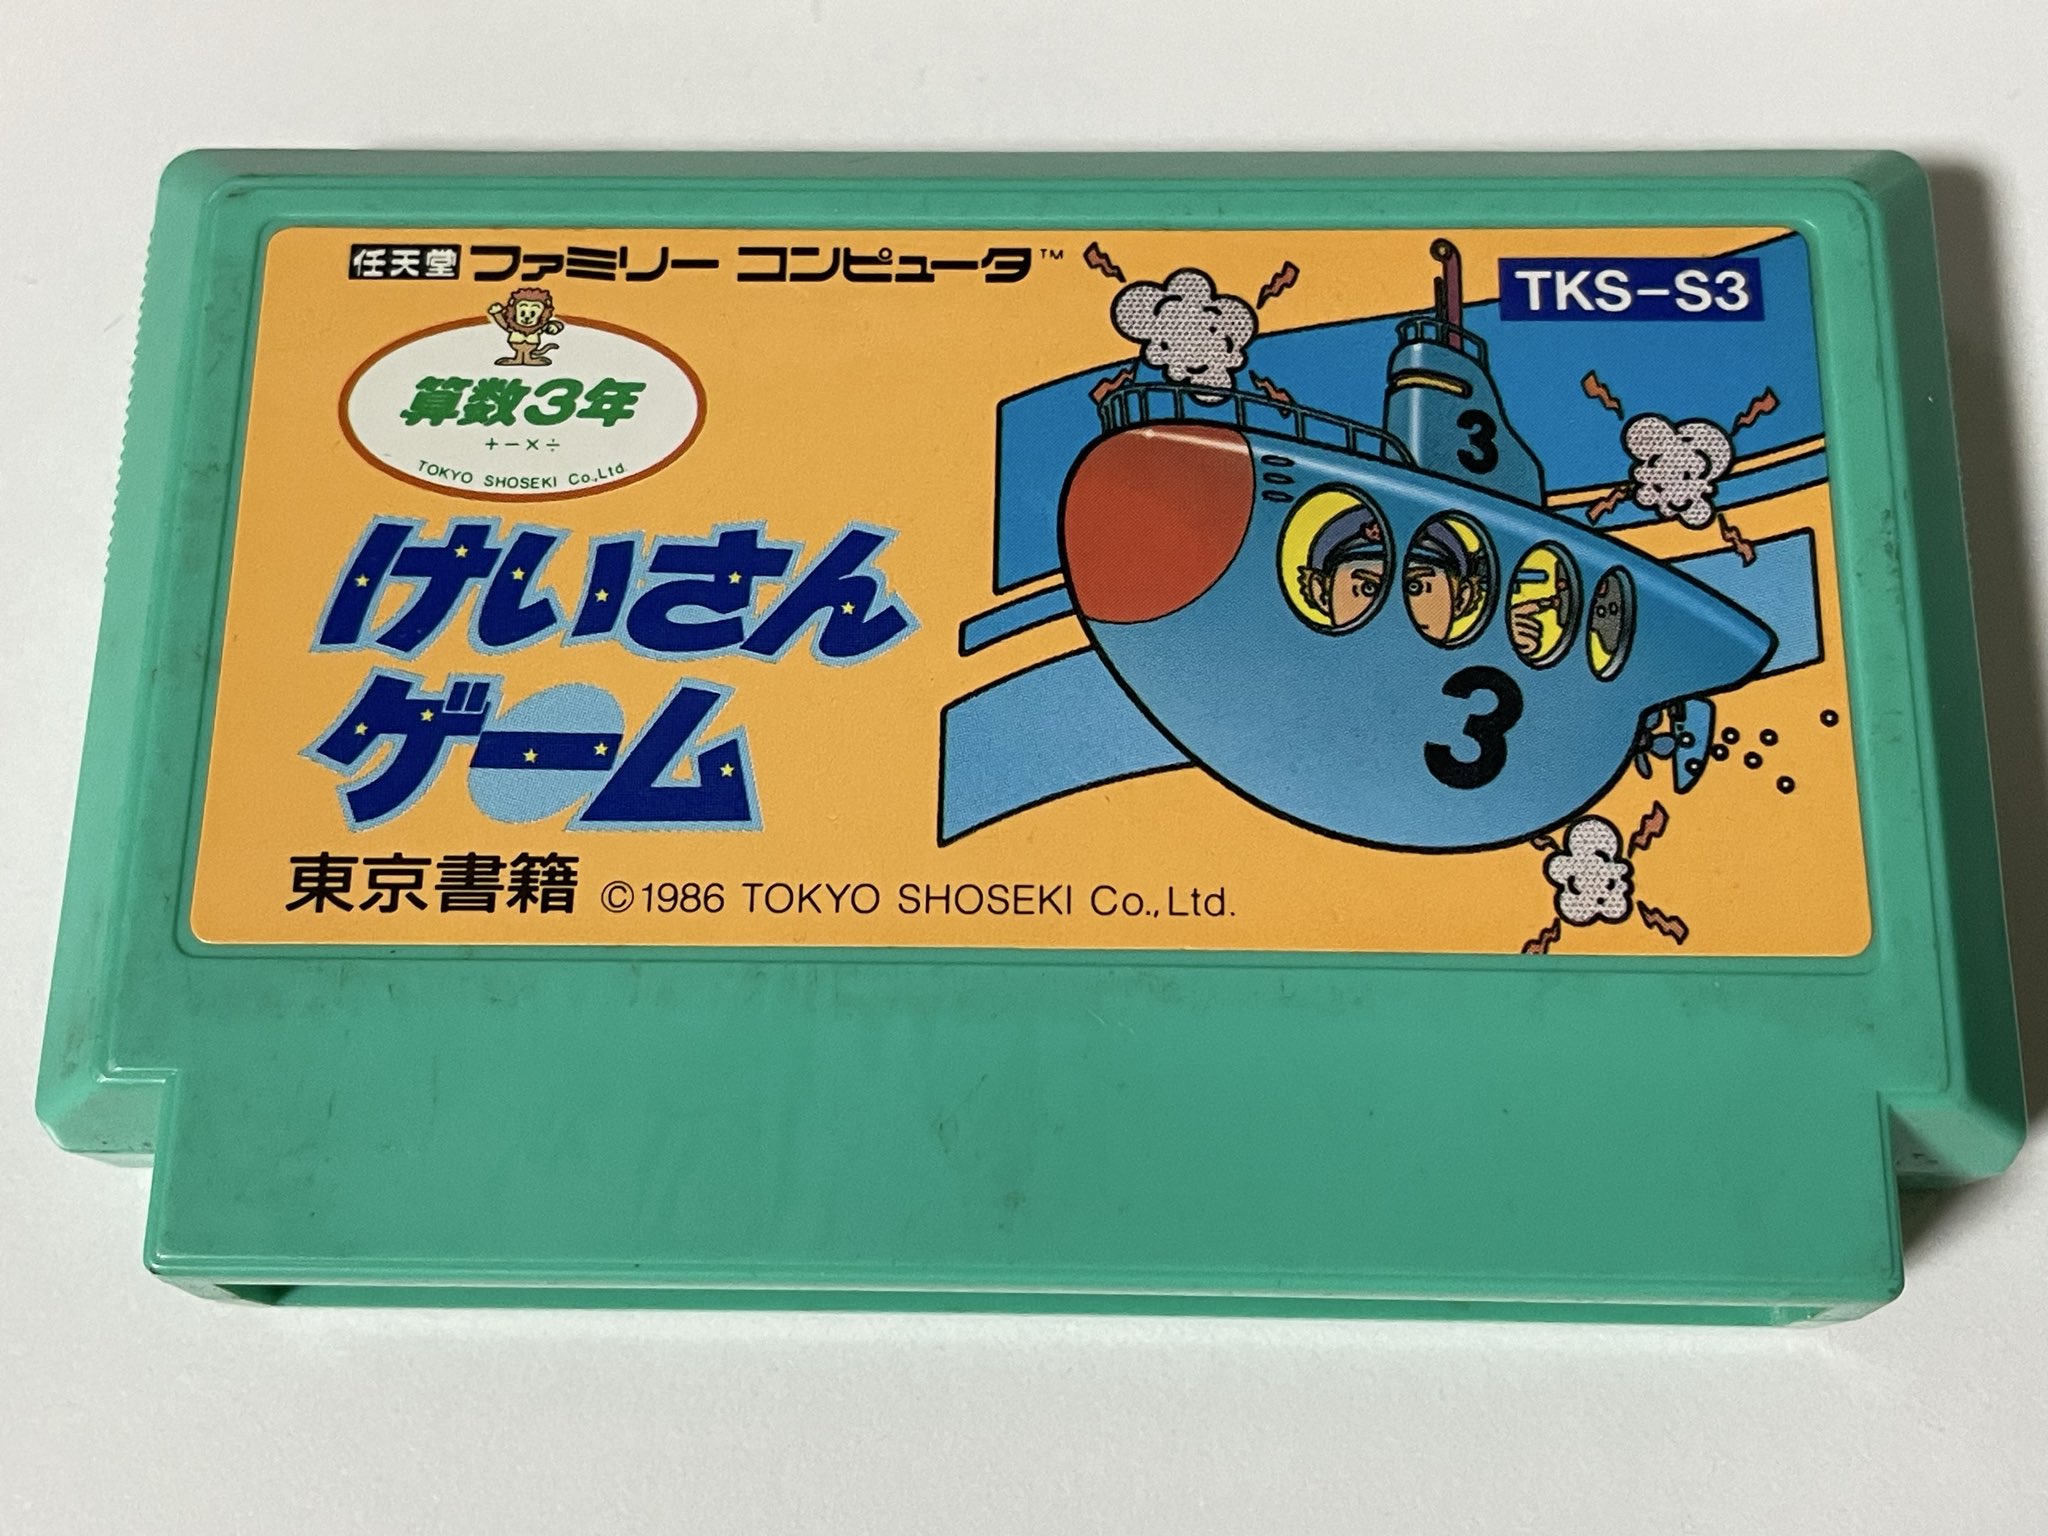 任天堂 ファミリー コンピュータ™
TKS-S3
算数3年
+−×÷
TOKYO SHOSEKI Co.,Ltd.
けいさん
ゲーム
3
3
東京書籍 ©1986 TOKYO SHOSEKI Co.,Ltd.